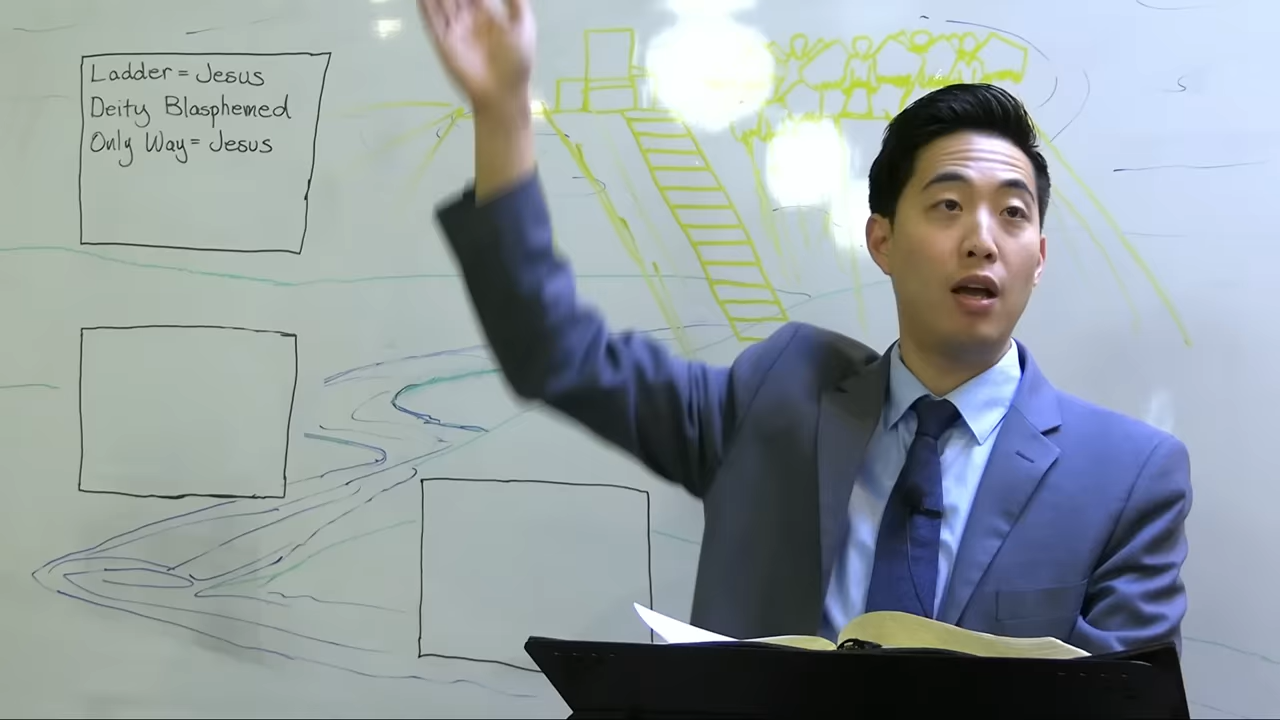 Ladder = Jesus
Deity Blasphemed
Only Way = Jesus